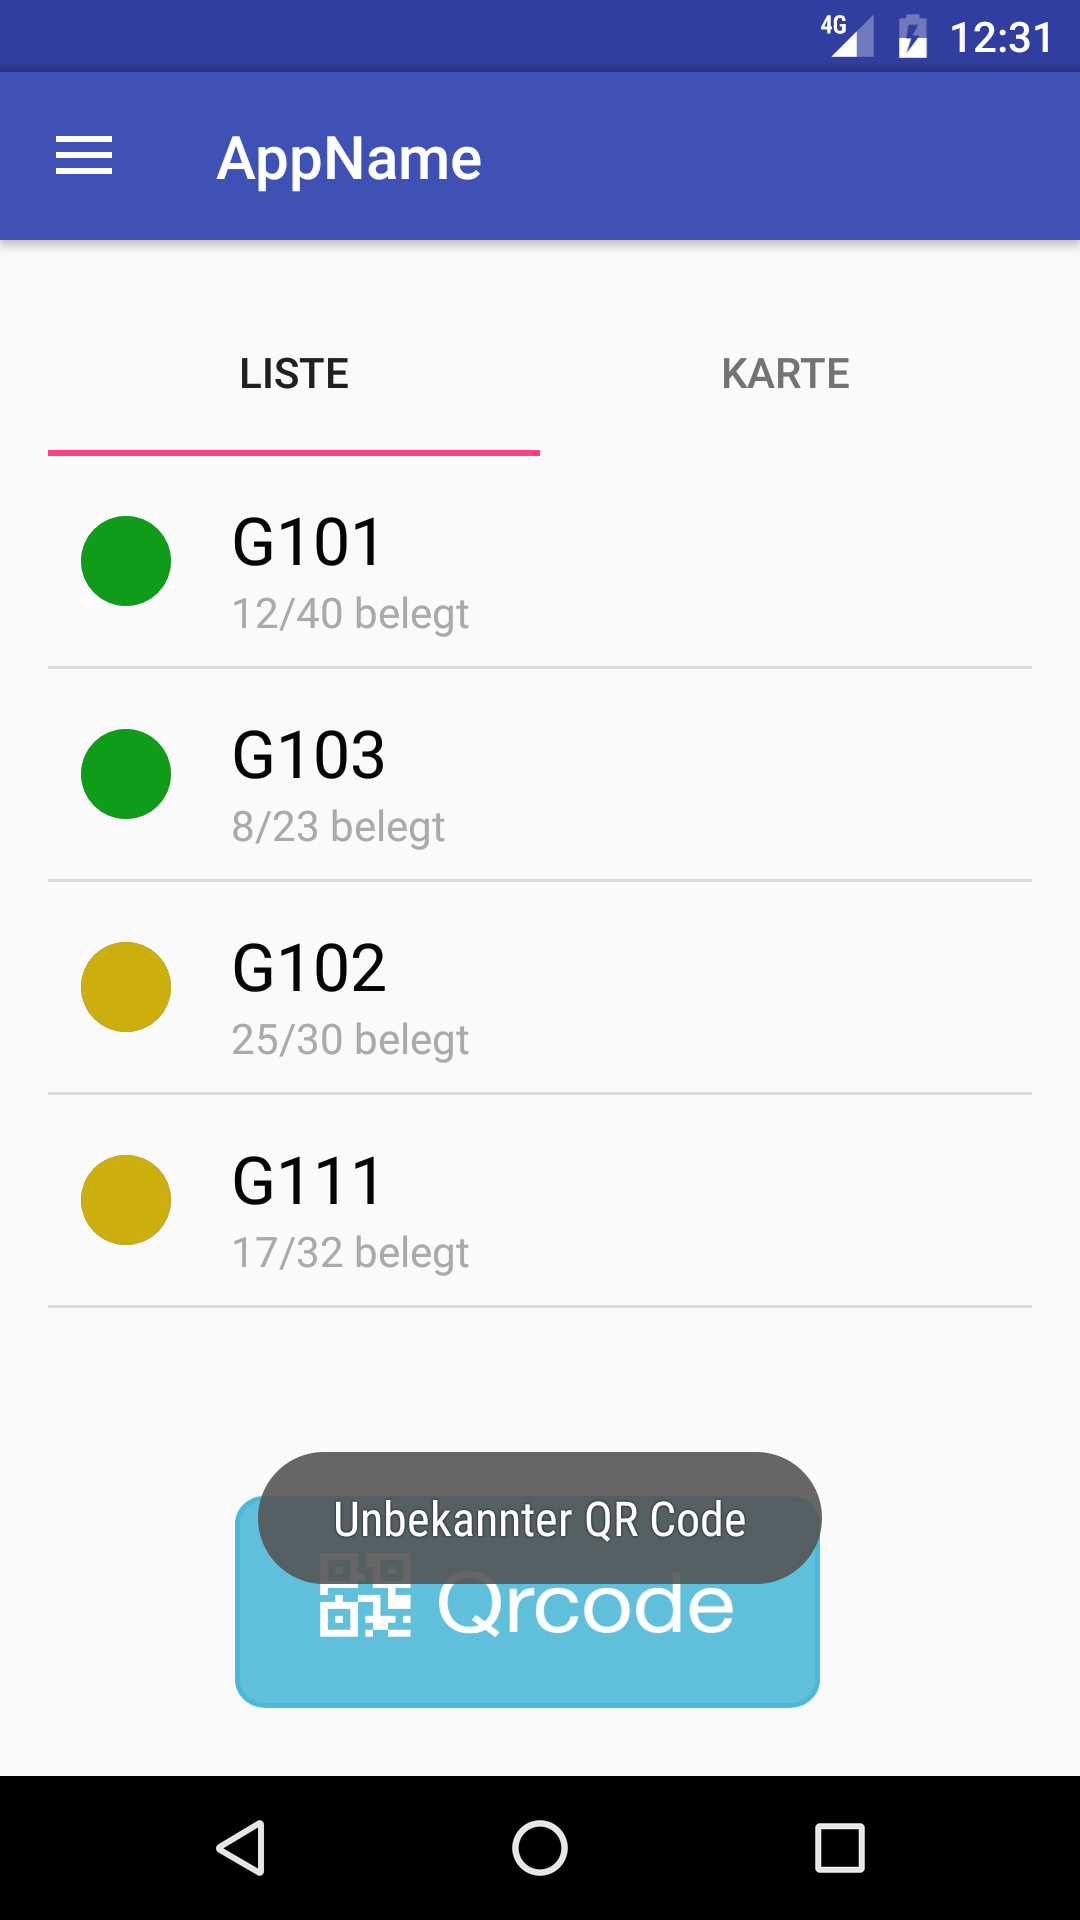 4G 12:31
AppName
LISTE KARTE
G101
12/40 belegt
G103
8/23 belegt
G102
25/30 belegt
G111
17/32 belegt
Unbekannter QR Code
Qrcode